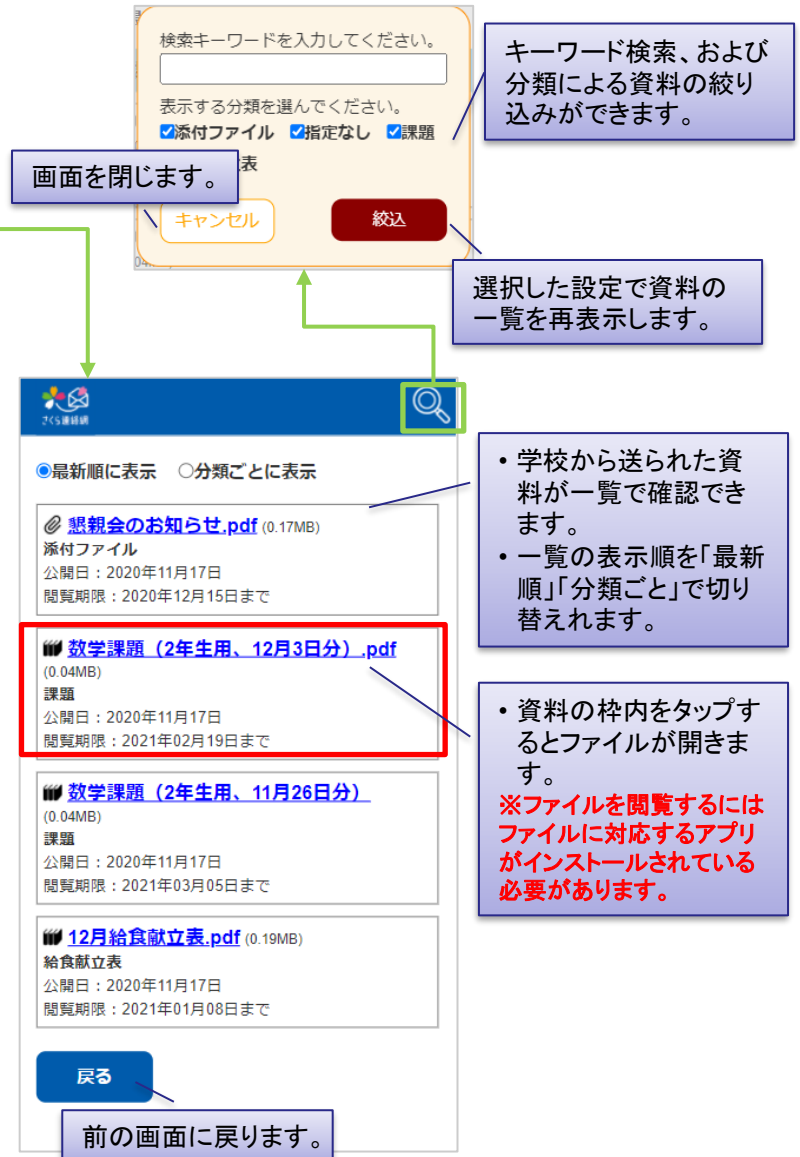 検索キーワードを入力してください。
表示する分類を選んでください。
添付ファイル 指定なし 課題
表
キャンセル
絞込
キーワード検索、および
分類による資料の絞り
込みができます。
画面を閉じます。
選択した設定で資料の
一覧を再表示します。
さくら連絡網
最新順に表示 分類ごとに表示
懇親会のお知らせ.pdf (0.17MB)
添付ファイル
公開日：2020年11月17日
閲覧期限：2020年12月15日まで
数学課題（2年生用、12月3日分）.pdf
(0.04MB)
課題
公開日：2020年11月17日
閲覧期限：2021年02月19日まで
数学課題（2年生用、11月26日分）
(0.04MB)
課題
公開日：2020年11月17日
閲覧期限：2021年03月05日まで
12月給食献立表.pdf (0.19MB)
給食献立表
公開日：2020年11月17日
閲覧期限：2021年01月08日まで
戻る
前の画面に戻ります。
・学校から送られた資
料が一覧で確認でき
ます。
・一覧の表示順を「最新
順」「分類ごと」で切り
替えれます。
・資料の枠内をタップす
るとファイルが開きま
す。
※ファイルを閲覧するには
ファイルに対応するアプリ
がインストールされている
必要があります。